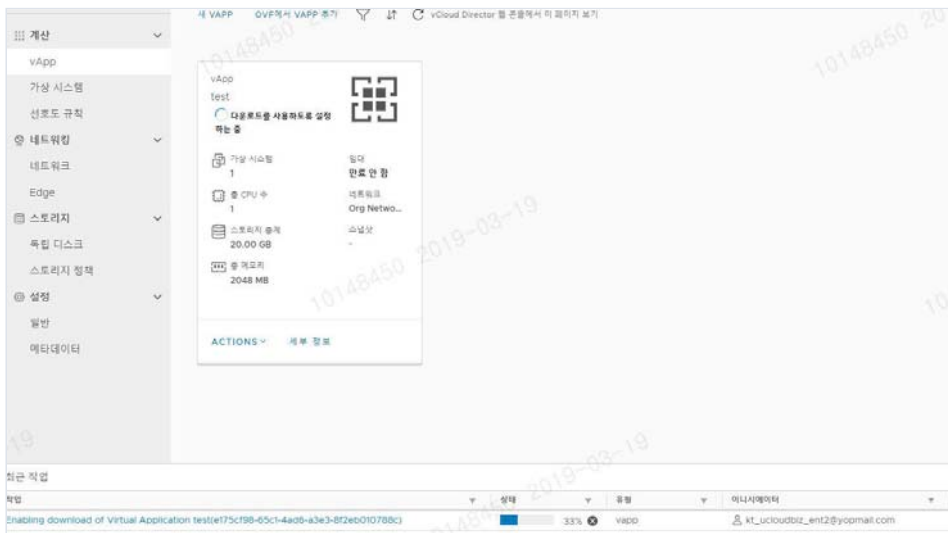 새 VAPP OVF에서 VAPP 추가 vCloud Director 웹 콘솔에서 이 페이지 보기
계산
vApp
가상 시스템
선호도 규칙
네트워킹
네트워크
Edge
스토리지
독립 디스크
스토리지 정책
설정
일반
메타데이터
vApp
test
다운로드를 사용하도록 설정
하는 중
가상 시스템
1
임대
만료 안 함
총 CPU 수
1
네트워크
Org Netwo...
스토리지 총계
20.00 GB
스냅샷
-
총 메모리
2048 MB
ACTIONS 세부 정보
최근 작업
작업 상태 유형 이니시에이터
Enabling download of Virtual Application test(e175cf98-65c1-4ad6-a3e3-8f2eb010788c) 33% vapp kt_ucloudbiz_ent2@yopmail.com
10148450 2019-03-19